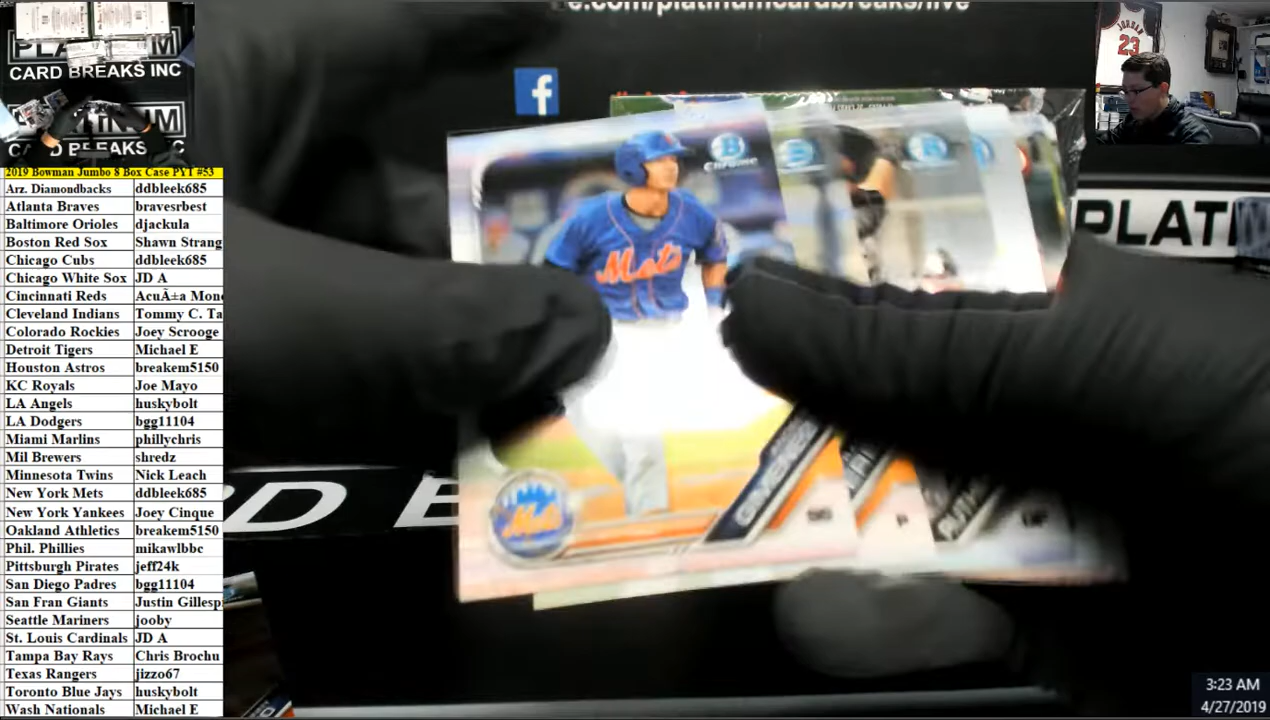 e.com/platinumcardbreaks/live
PLATINUM
CARD BREAKS INC
PLATINUM
CARD BREAKS INC
JORDAN
23
2019 Bowman Jumbo 8 Box Case PYT #53
Arz. Diamondbacks ddbleek685
Atlanta Braves bravesrbest
Baltimore Orioles djackula
Boston Red Sox Shawn Strang
Chicago Cubs ddbleek685
Chicago White Sox JD A
Cincinnati Reds AcuÃ±a Mon
Cleveland Indians Tommy C. Ta
Colorado Rockies Joey Scrooge
Detroit Tigers Michael E
Houston Astros breakem5150
KC Royals Joe Mayo
LA Angels huskybolt
LA Dodgers bgg11104
Miami Marlins phillychris
Mil Brewers shredz
Minnesota Twins Nick Leach
New York Mets ddbleek685
New York Yankees Joey Cinque
Oakland Athletics breakem5150
Phil. Phillies mikawlbbc
Pittsburgh Pirates jeff24k
San Diego Padres bgg11104
San Fran Giants Justin Gillesp
Seattle Mariners jooby
St. Louis Cardinals JD A
Tampa Bay Rays Chris Brochu
Texas Rangers jizzo67
Toronto Blue Jays huskybolt
Wash Nationals Michael E
f
B
Chrome
Mets
Mets
PLATI
D B
3:23 AM
4/27/2019